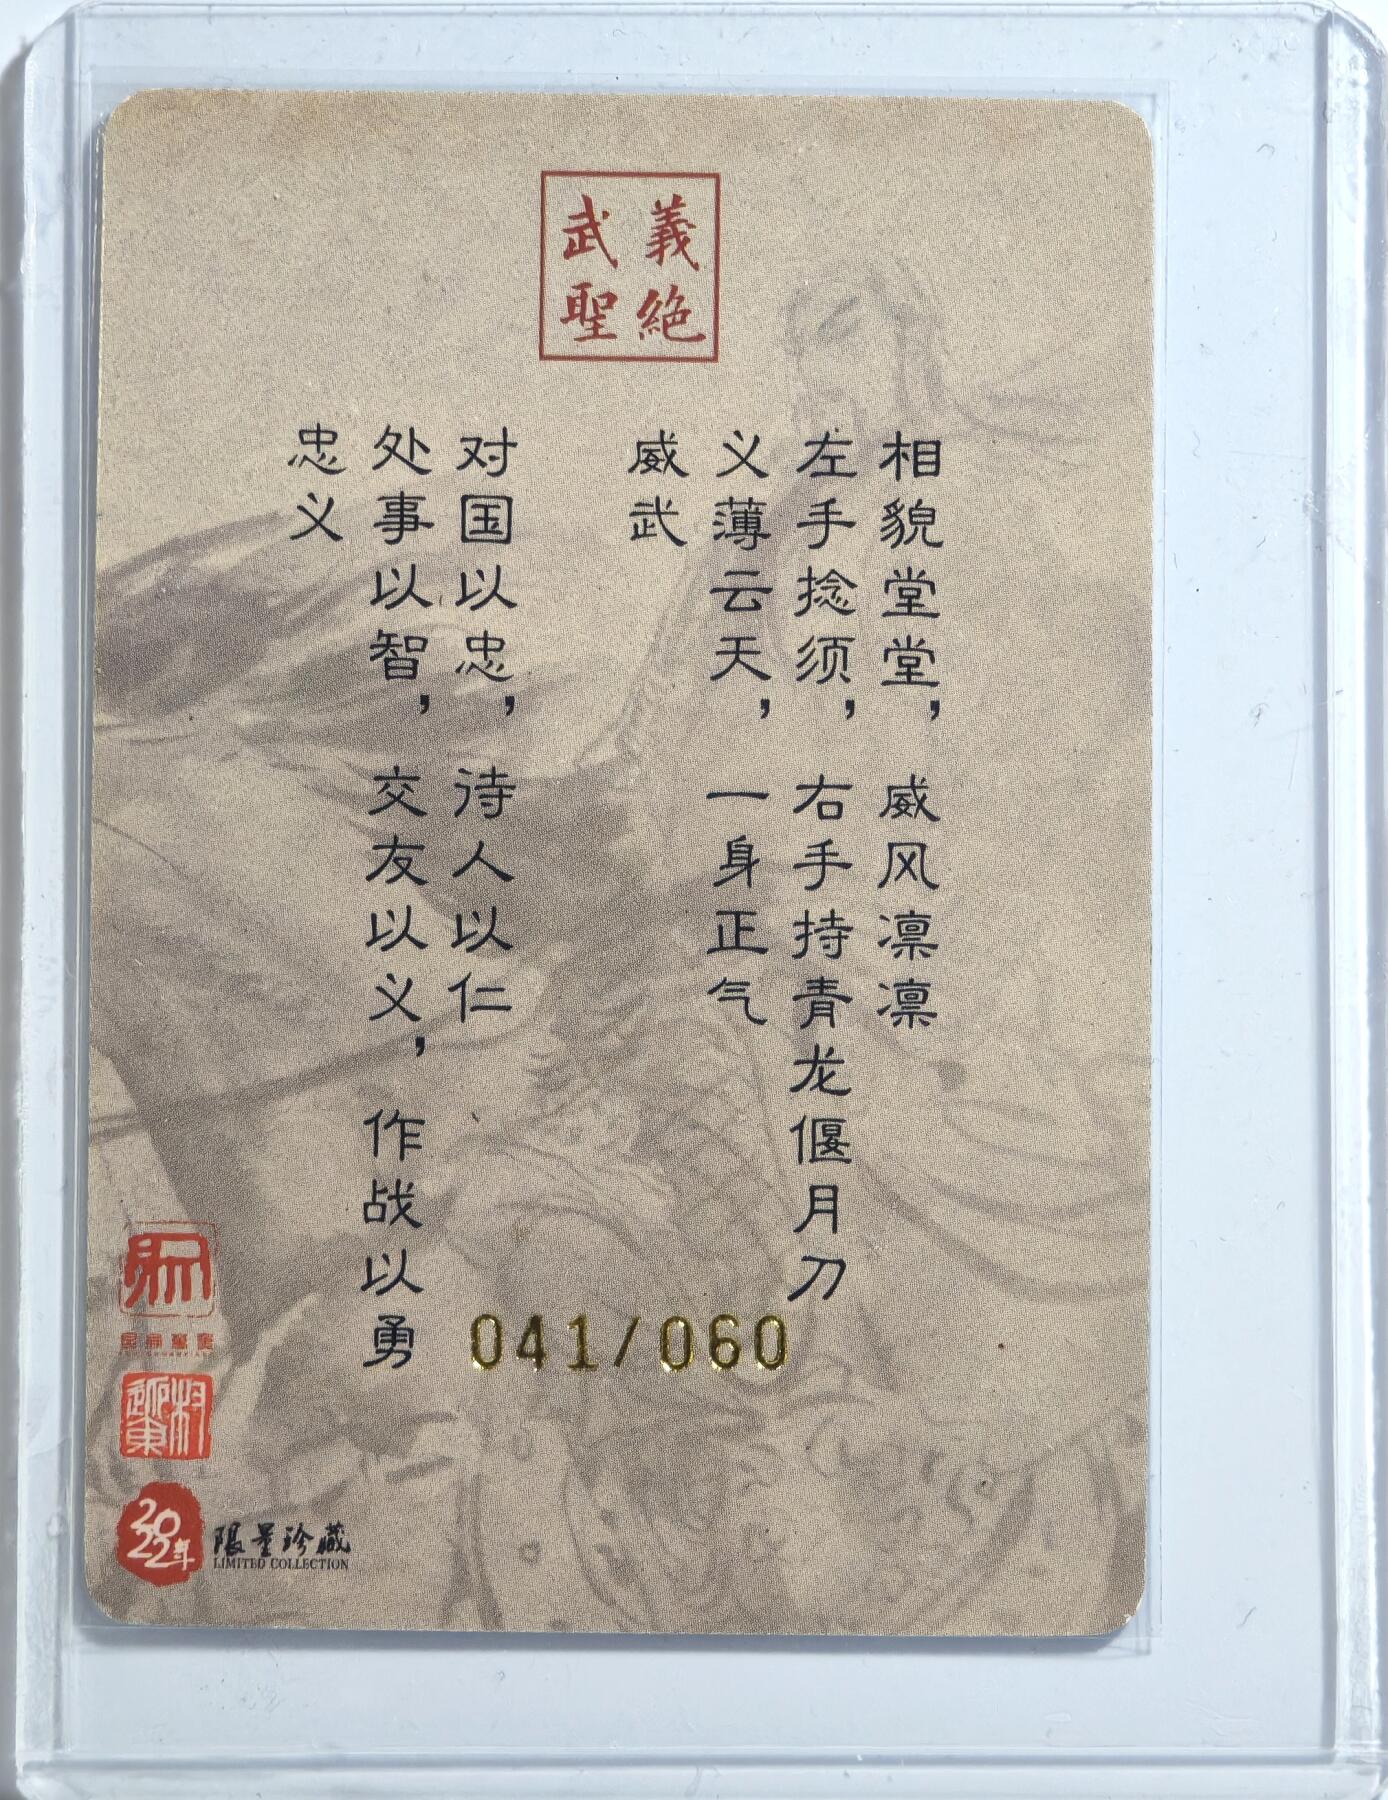 義絶
武聖
相貌堂堂，威风凛凛
左手捻须，右手持青龙偃月刀
义薄云天，一身正气
威武
对国以忠，待人以仁
处事以智，交友以义，作战以勇
忠义
041/060
2022年
限量珍藏
LIMITED COLLECTION